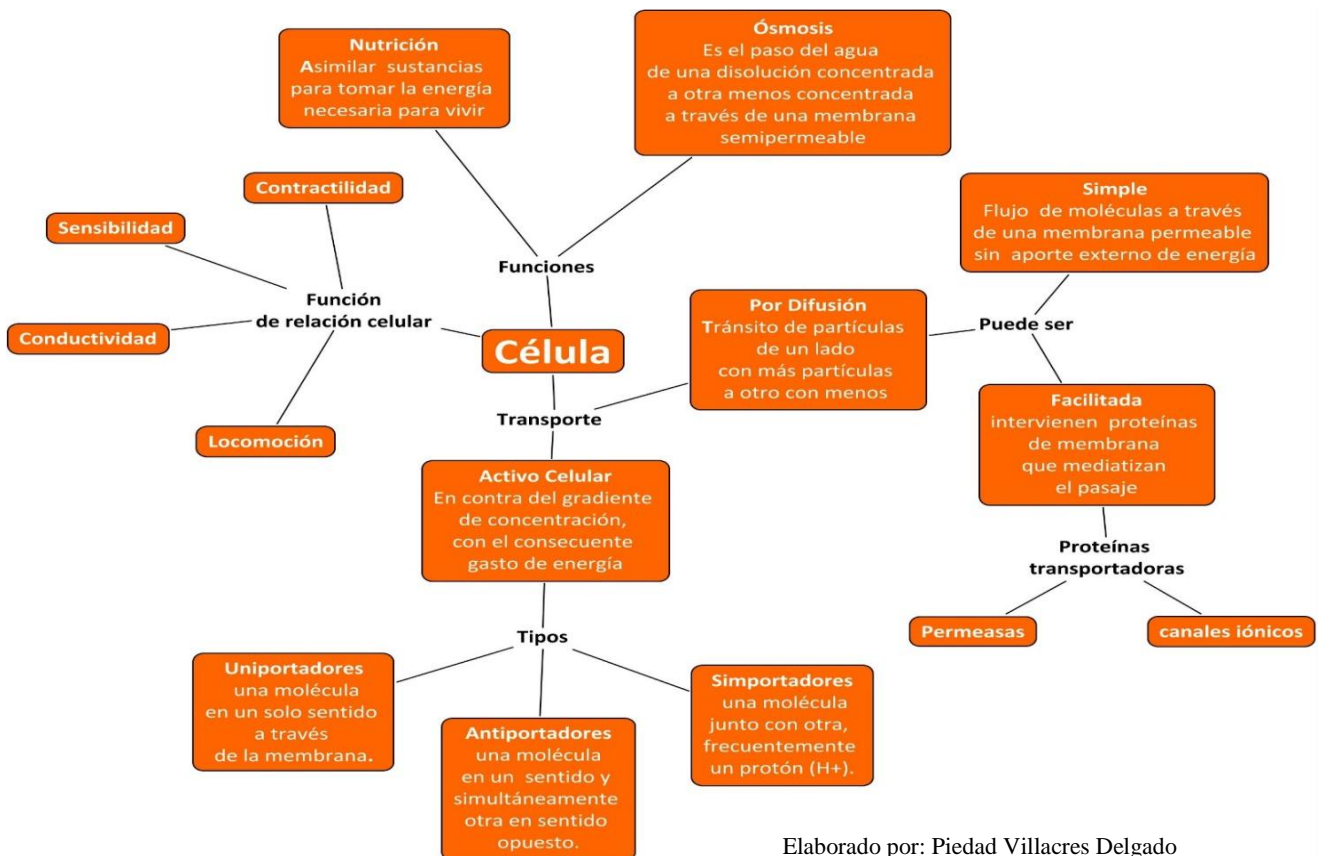 Nutrición
Asimilar sustancias
para tomar la energía
necesaria para vivir
Ósmosis
Es el paso del agua
de una disolución concentrada
a otra menos concentrada
a través de una membrana
semipermeable
Contractilidad
Sensibilidad
Conductividad
Locomoción
Función
de relación celular
Funciones
Célula
Transporte
Por Difusión
Tránsito de partículas
de un lado
con más partículas
a otro con menos
Puede ser
Simple
Flujo de moléculas a través
de una membrana permeable
sin aporte externo de energía
Facilitada
intervienen proteínas
de membrana
que mediatizan
el pasaje
Proteínas
transportadoras
Permeasas
canales iónicos
Activo Celular
En contra del gradiente
de concentración,
con el consecuente
gasto de energía
Tipos
Uniportadores
una molécula
en un solo sentido
a través
de la membrana.
Antiportadores
una molécula
en un sentido y
simultáneamente
otra en sentido
opuesto.
Simportadores
una molécula
junto con otra,
frecuentemente
un protón (H+).
Elaborado por: Piedad Villacres Delgado